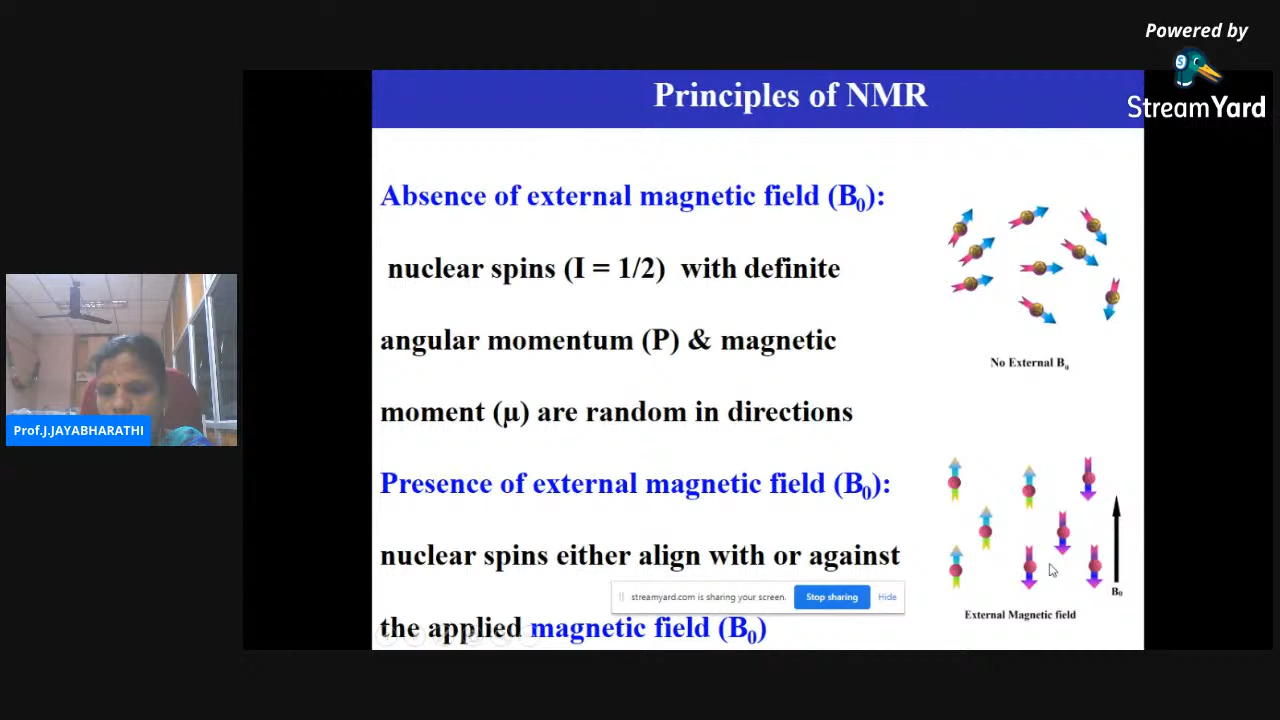 Powered by
StreamYard
Principles of NMR
Absence of external magnetic field (B₀):
nuclear spins (I = 1/2) with definite
angular momentum (P) & magnetic
moment (μ) are random in directions
No External B₀
Presence of external magnetic field (B₀):
nuclear spins either align with or against
the applied magnetic field (B₀)
B₀
External Magnetic field
streamyard.com is sharing your screen.
Stop sharing
Hide
Prof.J.JAYABHARATHI